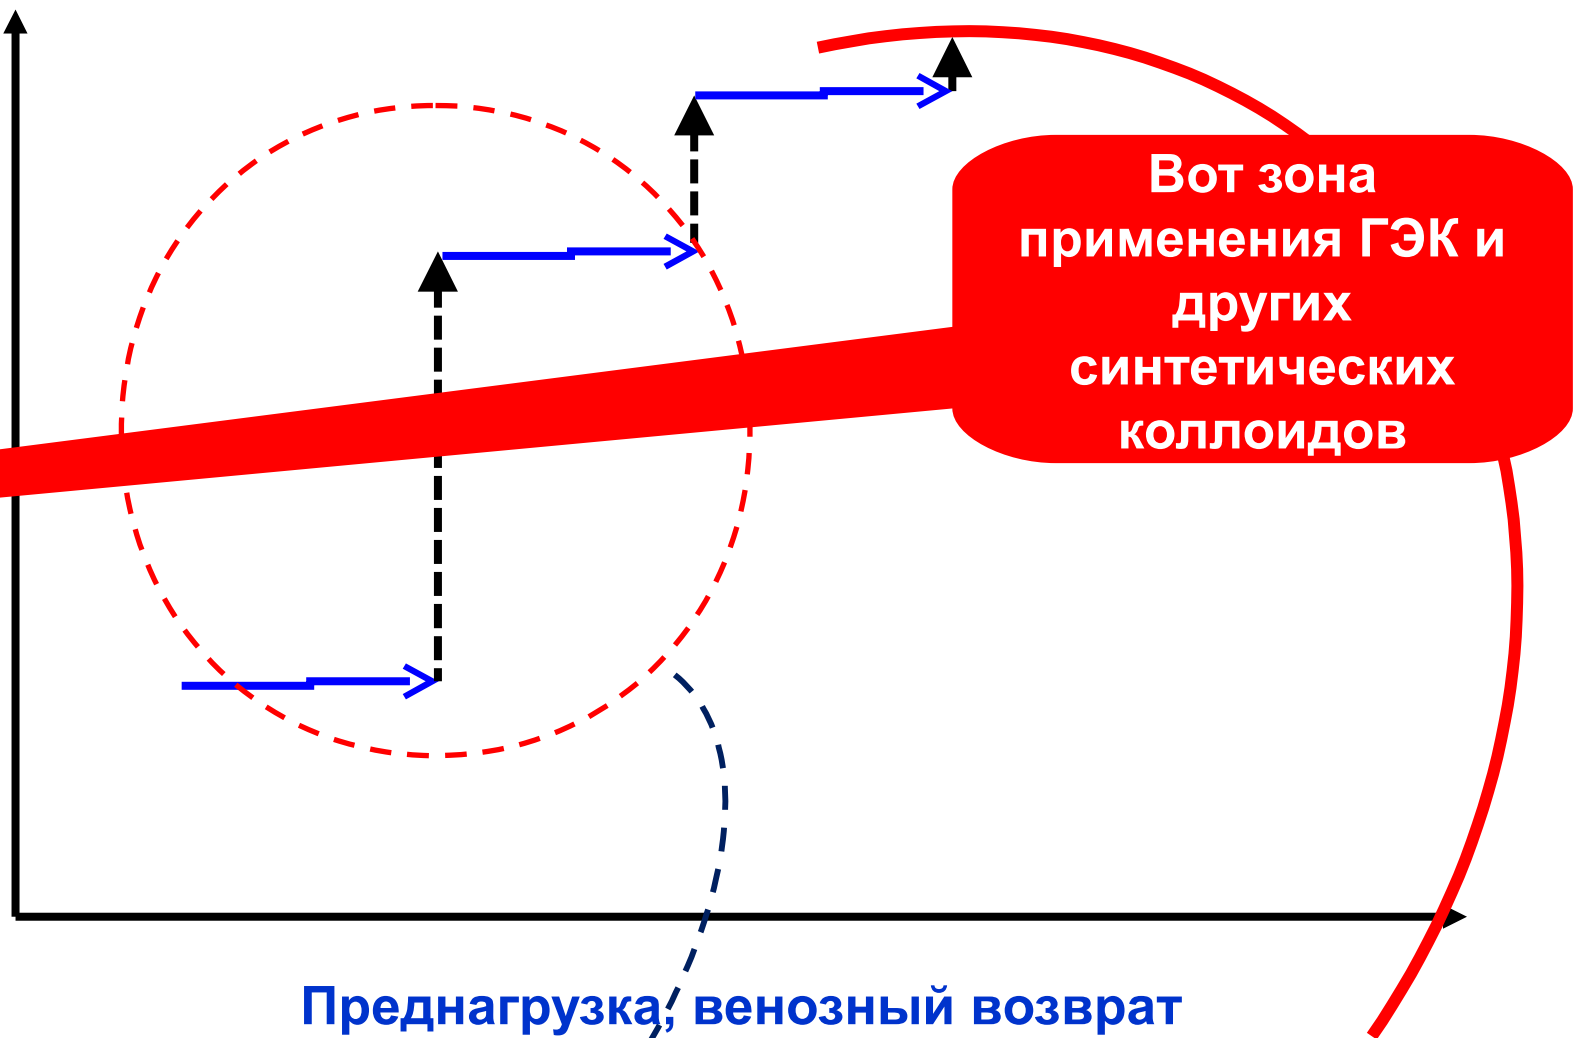 Вот зона
применения ГЭК и
других
синтетических
коллоидов
Преднагрузка, венозный возврат